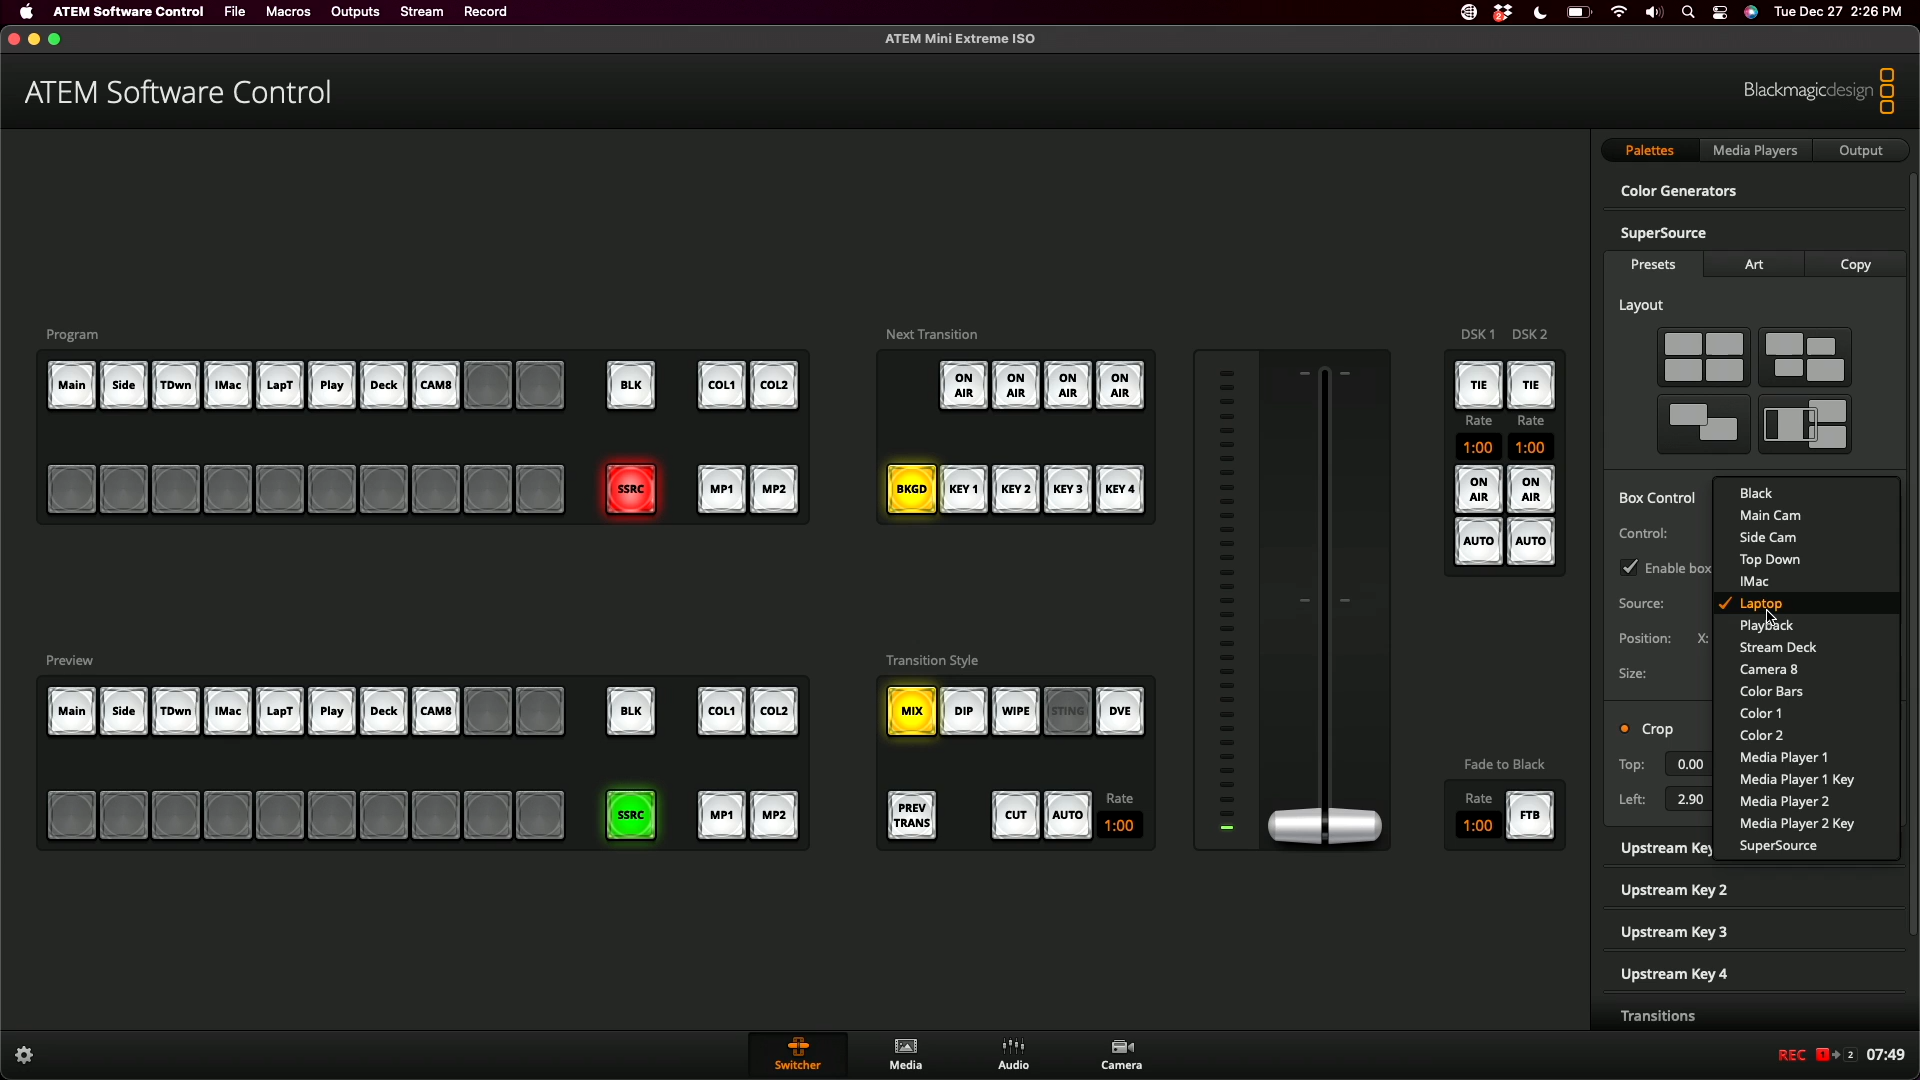 ATEM Software Control File Macros Outputs Stream Record Tue Dec 27 2:26 PM
ATEM Mini Extreme ISO
ATEM Software Control
Blackmagicdesign
Palettes Media Players Output
Color Generators
SuperSource
Presets Art Copy
Layout
Program
Main Side TDwn IMac LapT Play Deck CAM8 BLK COL1 COL2
SSRC MP1 MP2
Next Transition
ON AIR ON AIR ON AIR ON AIR
BKGD KEY 1 KEY 2 KEY 3 KEY 4
DSK 1 DSK 2
TIE TIE
Rate Rate
1:00 1:00
ON AIR ON AIR
AUTO AUTO
Preview
Main Side TDwn IMac LapT Play Deck CAM8 BLK COL1 COL2
SSRC MP1 MP2
Transition Style
MIX DIP WIPE STING DVE
PREV TRANS CUT AUTO Rate
1:00
Fade to Black
Rate
1:00 FTB
Box Control
Control:
Enable box
Source:
Position: X:
Size:
Crop
Top: 0.00
Left: 2.90
Black
Main Cam
Side Cam
Top Down
IMac
Laptop
Playback
Stream Deck
Camera 8
Color Bars
Color 1
Color 2
Media Player 1
Media Player 1 Key
Media Player 2
Media Player 2 Key
SuperSource
Upstream Key
Upstream Key 2
Upstream Key 3
Upstream Key 4
Transitions
Switcher Media Audio Camera
REC 1 2 07:49